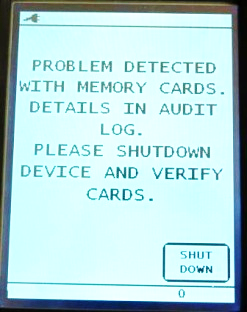 PROBLEM DETECTED
WITH MEMORY CARDS.
DETAILS IN AUDIT
LOG.
PLEASE SHUTDOWN
DEVICE AND VERIFY
CARDS.
SHUT
DOWN
0